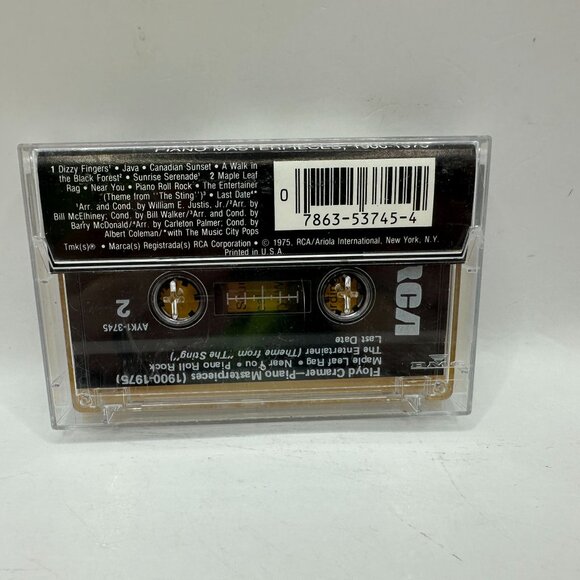 PIANO MASTERPIECES, 1900-1975
1 Dizzy Fingers¹ • Java • Canadian Sunset • A Walk in
the Black Forest² • Sunrise Serenade³ 2 Maple Leaf
Rag • Near You • Piano Roll Rock • The Entertainer
(Theme from "The Sting")³ • Last Date⁴
¹Arr. and Cond. by William E. Justis, Jr./²Arr. by
Bill McElhiney; Cond. by Bill Walker/³Arr. and Cond. by
Barry McDonald/⁴Arr. by Carleton Palmer; Cond. by
Albert Coleman/*with The Music City Pops
Tmk(s)® • Marca(s) Registrada(s) RCA Corporation • © 1975, RCA/Ariola International, New York, N.Y.
Printed in U.S.A.
0
7863-53745-4
RCA
2
AYK1-3745
Floyd Cramer—Piano Masterpieces (1900-1975)
Maple Leaf Rag • Near You • Piano Roll Rock
The Entertainer (Theme from "The Sting")
Last Date